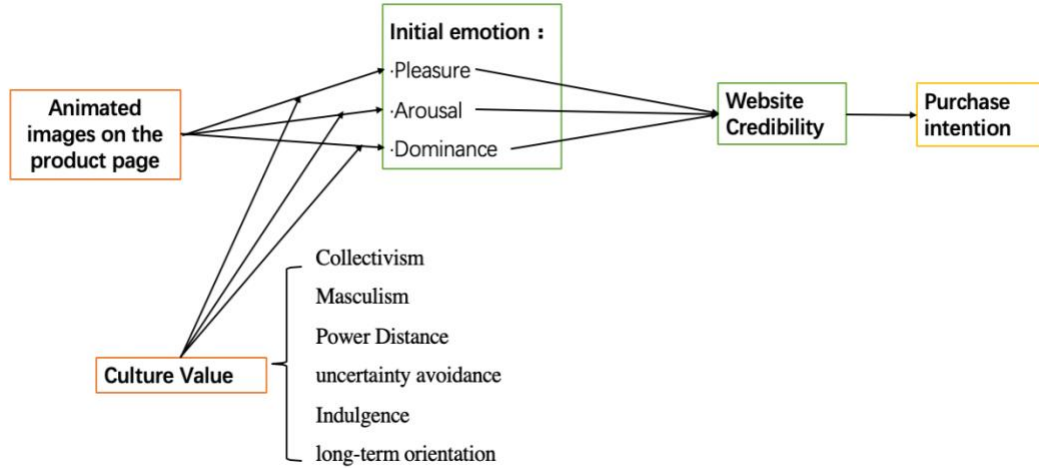 Initial emotion：
·Pleasure
·Arousal
·Dominance
Animated
images on the
product page
Website
Credibility
Purchase
intention
Collectivism
Masculism
Power Distance
uncertainty avoidance
Indulgence
long-term orientation
Culture Value